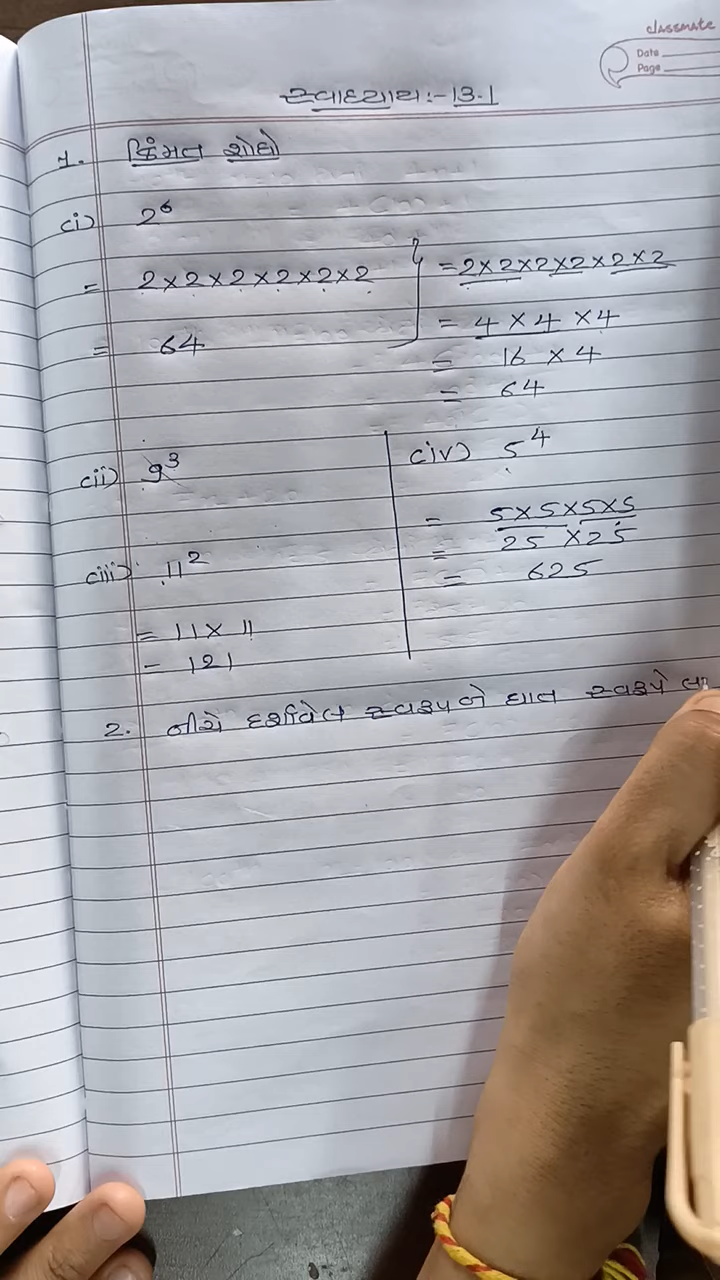 classmate
Date
Page
સ્વાધ્યાય:- 13.1
1. કિંમત શોધો
(i) 2⁶
= 2×2×2×2×2×2
= 64
= 2×2×2×2×2×2
= 4 × 4 × 4
= 16 × 4
= 64
(ii) 9³
(iii) 11²
= 11 × 11
= 121
(iv) 5⁴
= 5×5×5×5
= 25 × 25
= 625
2. નીચે દર્શાવેલ સ્વરૂપને ઘાત સ્વરૂપે